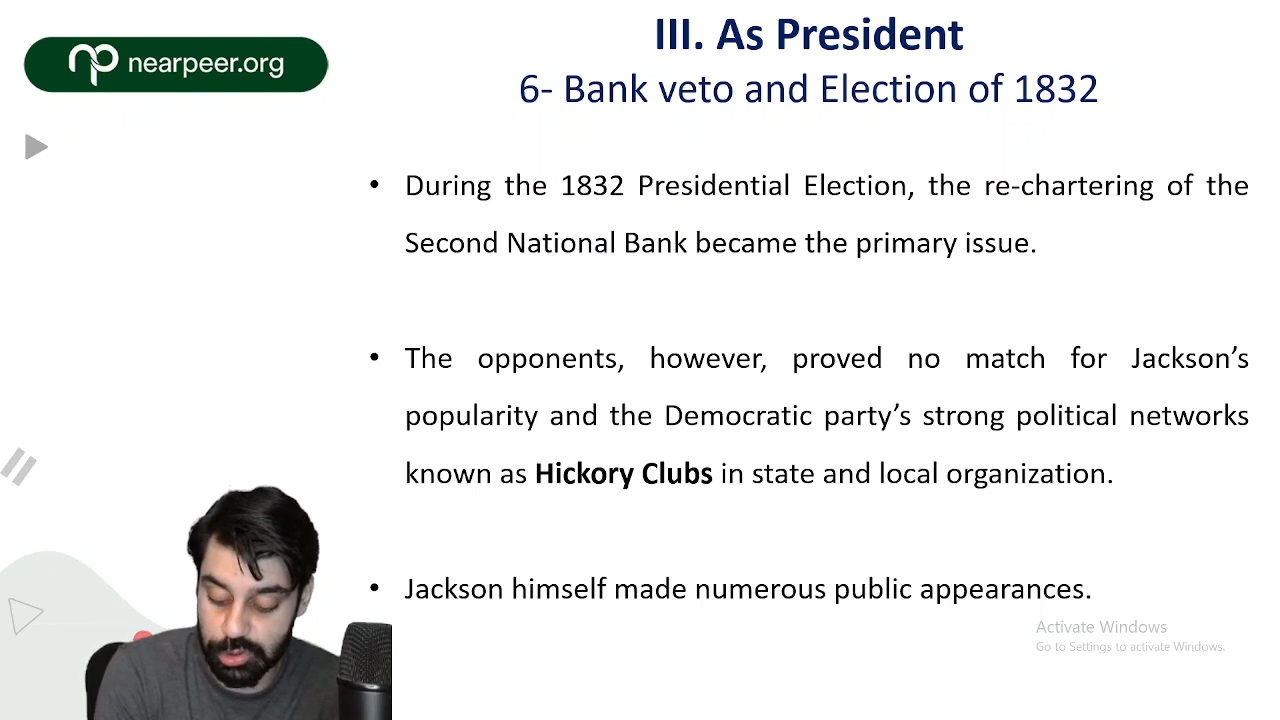 nearpeer.org
III. As President
6- Bank veto and Election of 1832
• During the 1832 Presidential Election, the re-chartering of the
Second National Bank became the primary issue.
• The opponents, however, proved no match for Jackson’s
popularity and the Democratic party’s strong political networks
known as Hickory Clubs in state and local organization.
• Jackson himself made numerous public appearances.
Activate Windows
Go to Settings to activate Windows.